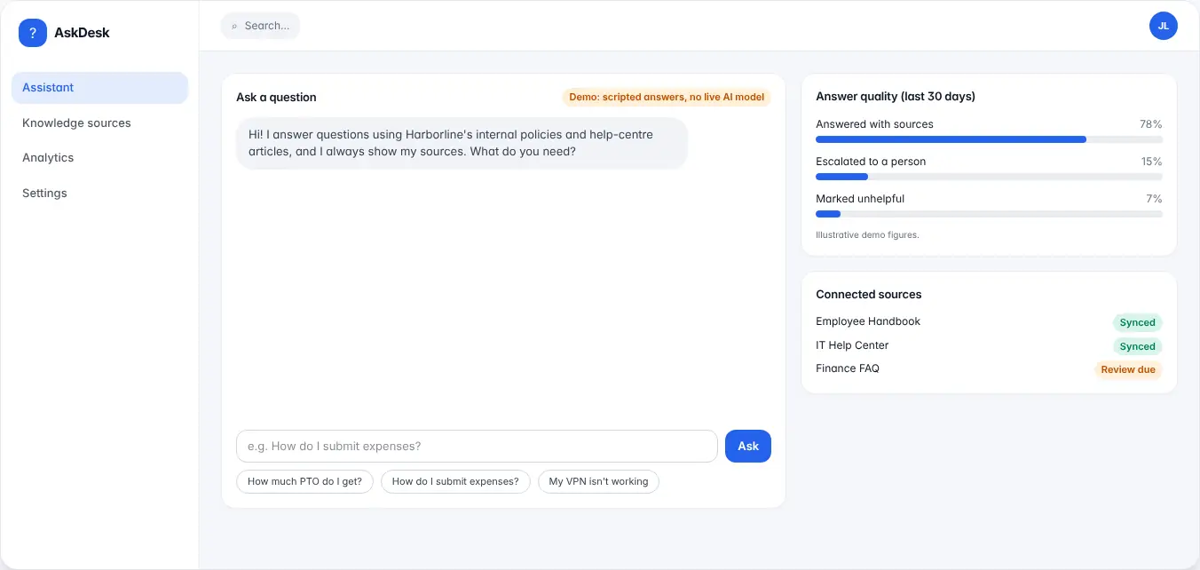 ?
AskDesk
Assistant
Knowledge sources
Analytics
Settings
Search...
JL
Ask a question
Demo: scripted answers, no live AI model
Hi! I answer questions using Harborline's internal policies and help-centre
articles, and I always show my sources. What do you need?
e.g. How do I submit expenses?
Ask
How much PTO do I get?
How do I submit expenses?
My VPN isn't working
Answer quality (last 30 days)
Answered with sources 78%
Escalated to a person 15%
Marked unhelpful 7%
Illustrative demo figures.
Connected sources
Employee Handbook Synced
IT Help Center Synced
Finance FAQ Review due